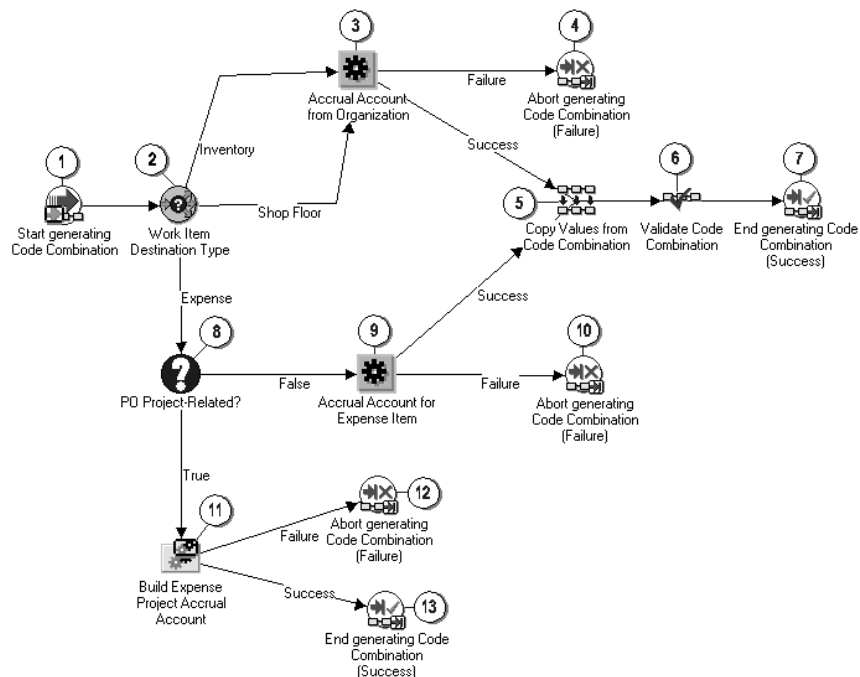 3
Accrual Account
from Organization
Failure
4
Abort generating
Code Combination
(Failure)
Inventory
Success
1
Start generating
Code Combination
2
Work Item
Destination Type
Shop Floor
5
Copy Values from
Code Combination
6
Validate Code
Combination
7
End generating Code
Combination
(Success)
Expense
Success
8
PO Project-Related?
False
9
Accrual Account for
Expense Item
Failure
10
Abort generating
Code Combination
(Failure)
True
11
Build Expense
Project Accrual
Account
Failure
12
Abort generating
Code Combination
(Failure)
Success
13
End generating Code
Combination
(Success)